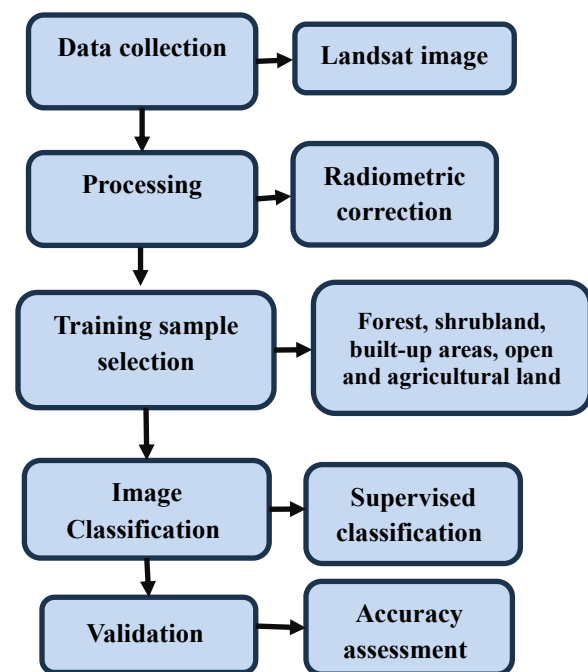 Data collection
Landsat image
Processing
Radiometric
correction
Training sample
selection
Forest, shrubland,
built-up areas, open
and agricultural land
Image
Classification
Supervised
classification
Validation
Accuracy
assessment